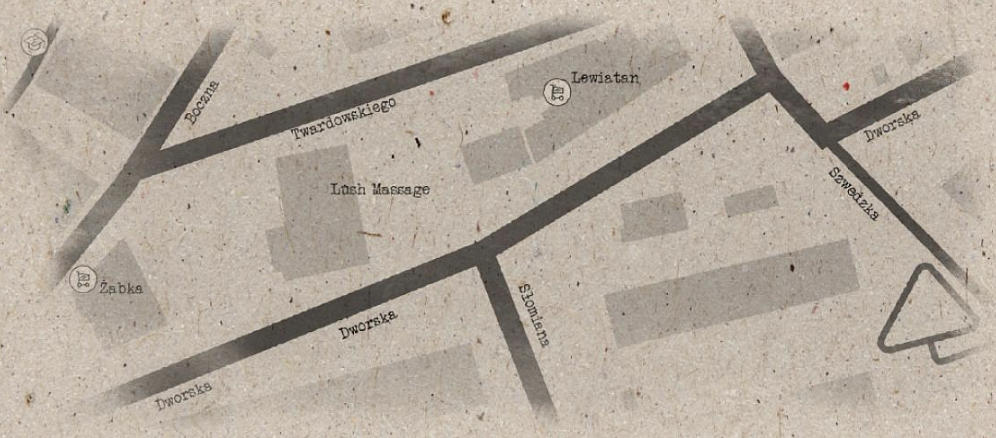 Lewiatan
Boczna
Twardowskiego
Dworska
Lush Massage
Szwedzka
Żabka
Słomiana
Dworska
Dworska